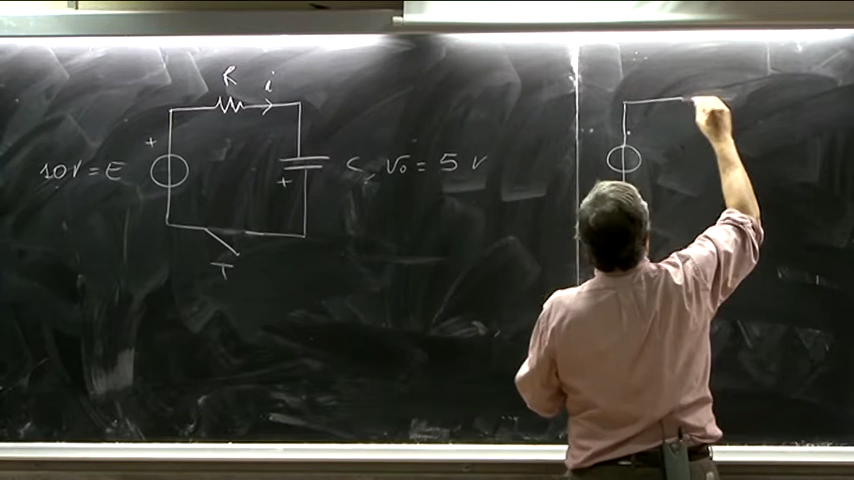 R i
+
10V = E
+
C, V₀ = 5 V
T